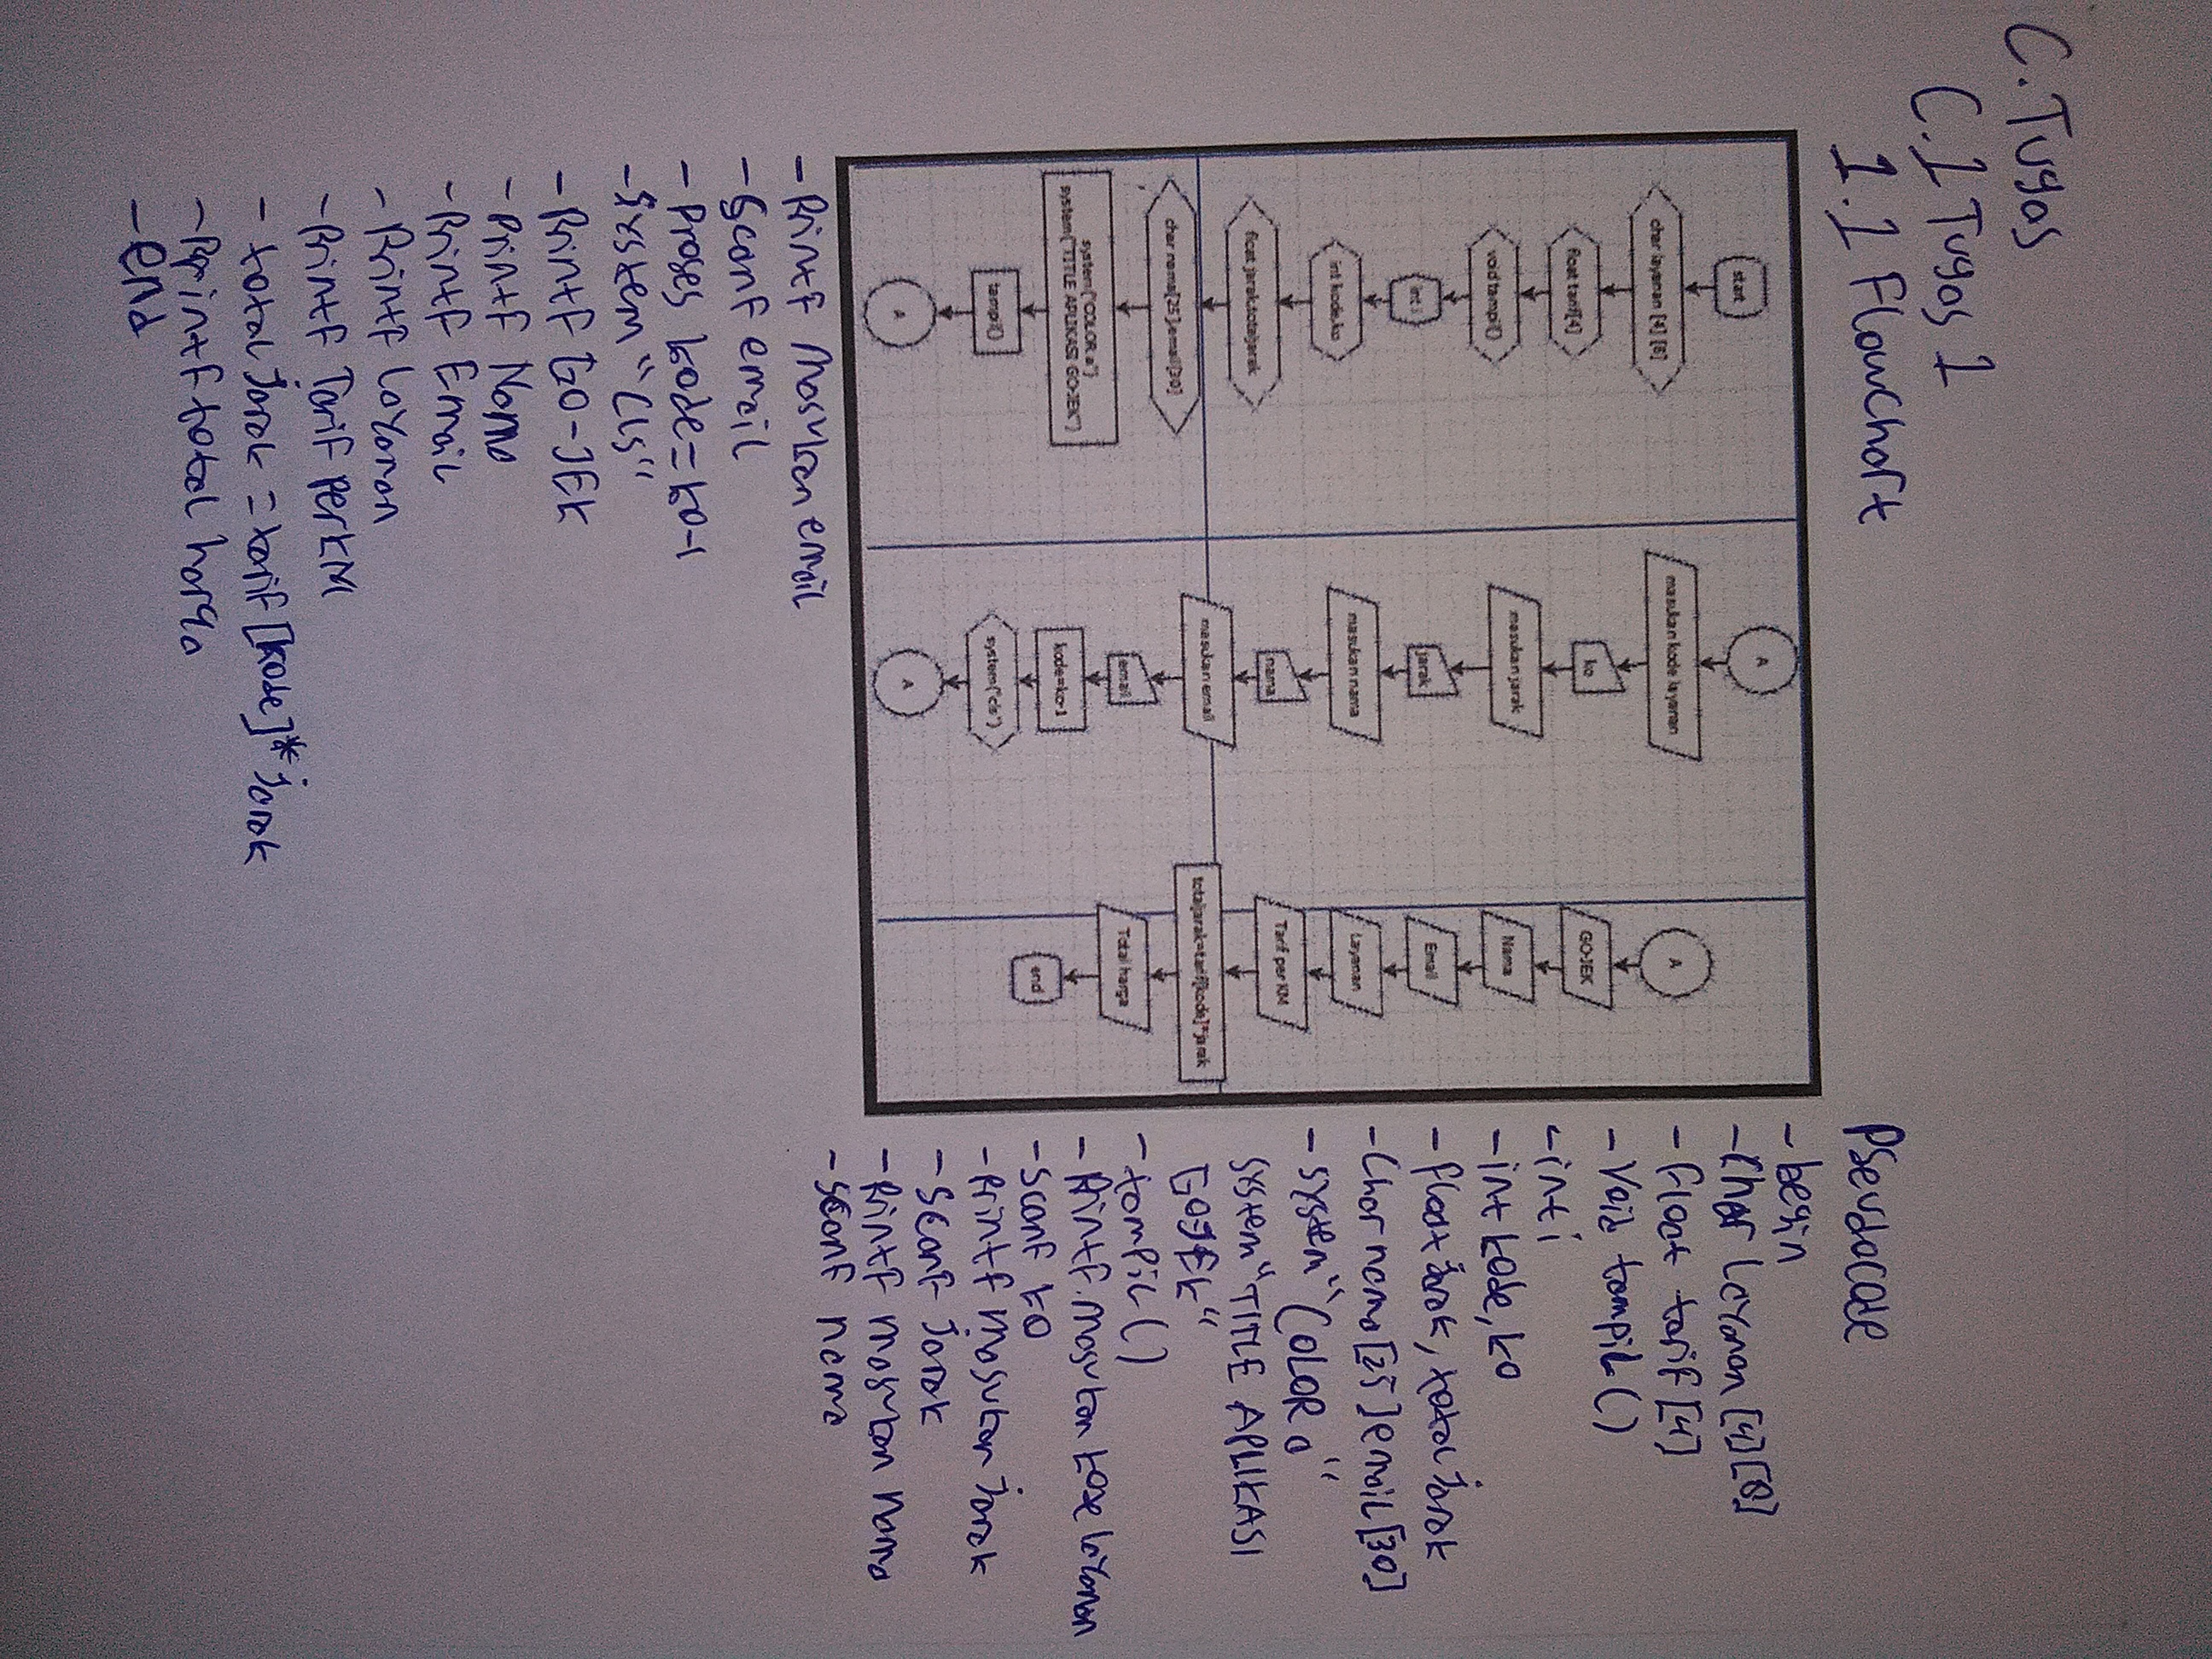 C. Tugas
C.1 Tugas 1
1.1 Flowchart
start
char layanan [4] [8]
float tarif[4]
void tampil()
int i
int kode,ko
float jarak,totaljarak
char nama[25],email[30]
system("COLOR a")
system("TITLE APLIKASI GOJEK")
tampil()
A
A
masukan kode layanan
ko
masukan jarak
jarak
masukan nama
nama
masukan email
email
kode=ko-1
system("cls")
A
A
GOJEK
Nama
Email
Layanan
Tarif per KM
totaljarak=tarif[kode]*jarak
Total harga
end
Pseudocode
- begin
- Char layanan [4][8]
- float tarif [4]
- Void tampil ()
- int i
- int kode, ko
- float jarak, total jarak
- Char nama [25] email [30]
- system "(COLOR a"
system "TITLE APLIKASI
GOJEK"
- tampil ()
- Printf Masukan kode layanan
- scanf ko
- Printf Masukan jarak
- Scanf jarak
- Printf masukan nama
- Scanf nama
- Printf Masukan email
- Scanf email
- Proses kode = ko-1
- System "Cls"
- Printf GO-JEK
- Printf Nama
- Printf Email
- Printf layanan
- Printf Tarif per KM
- total jarak = tarif [kode] * jarak
- Printf total harga
- end